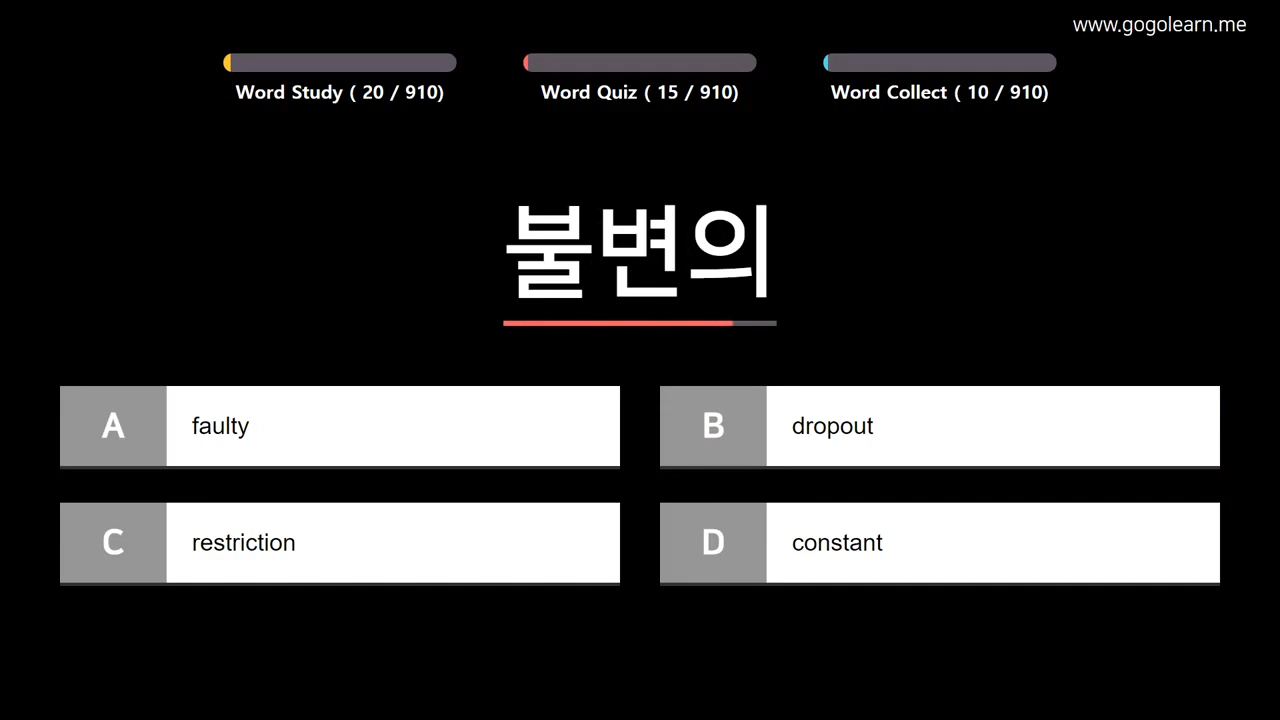 www.gogolearn.me
Word Study ( 20 / 910)
Word Quiz ( 15 / 910)
Word Collect ( 10 / 910)
불변의
A faulty
B dropout
C restriction
D constant